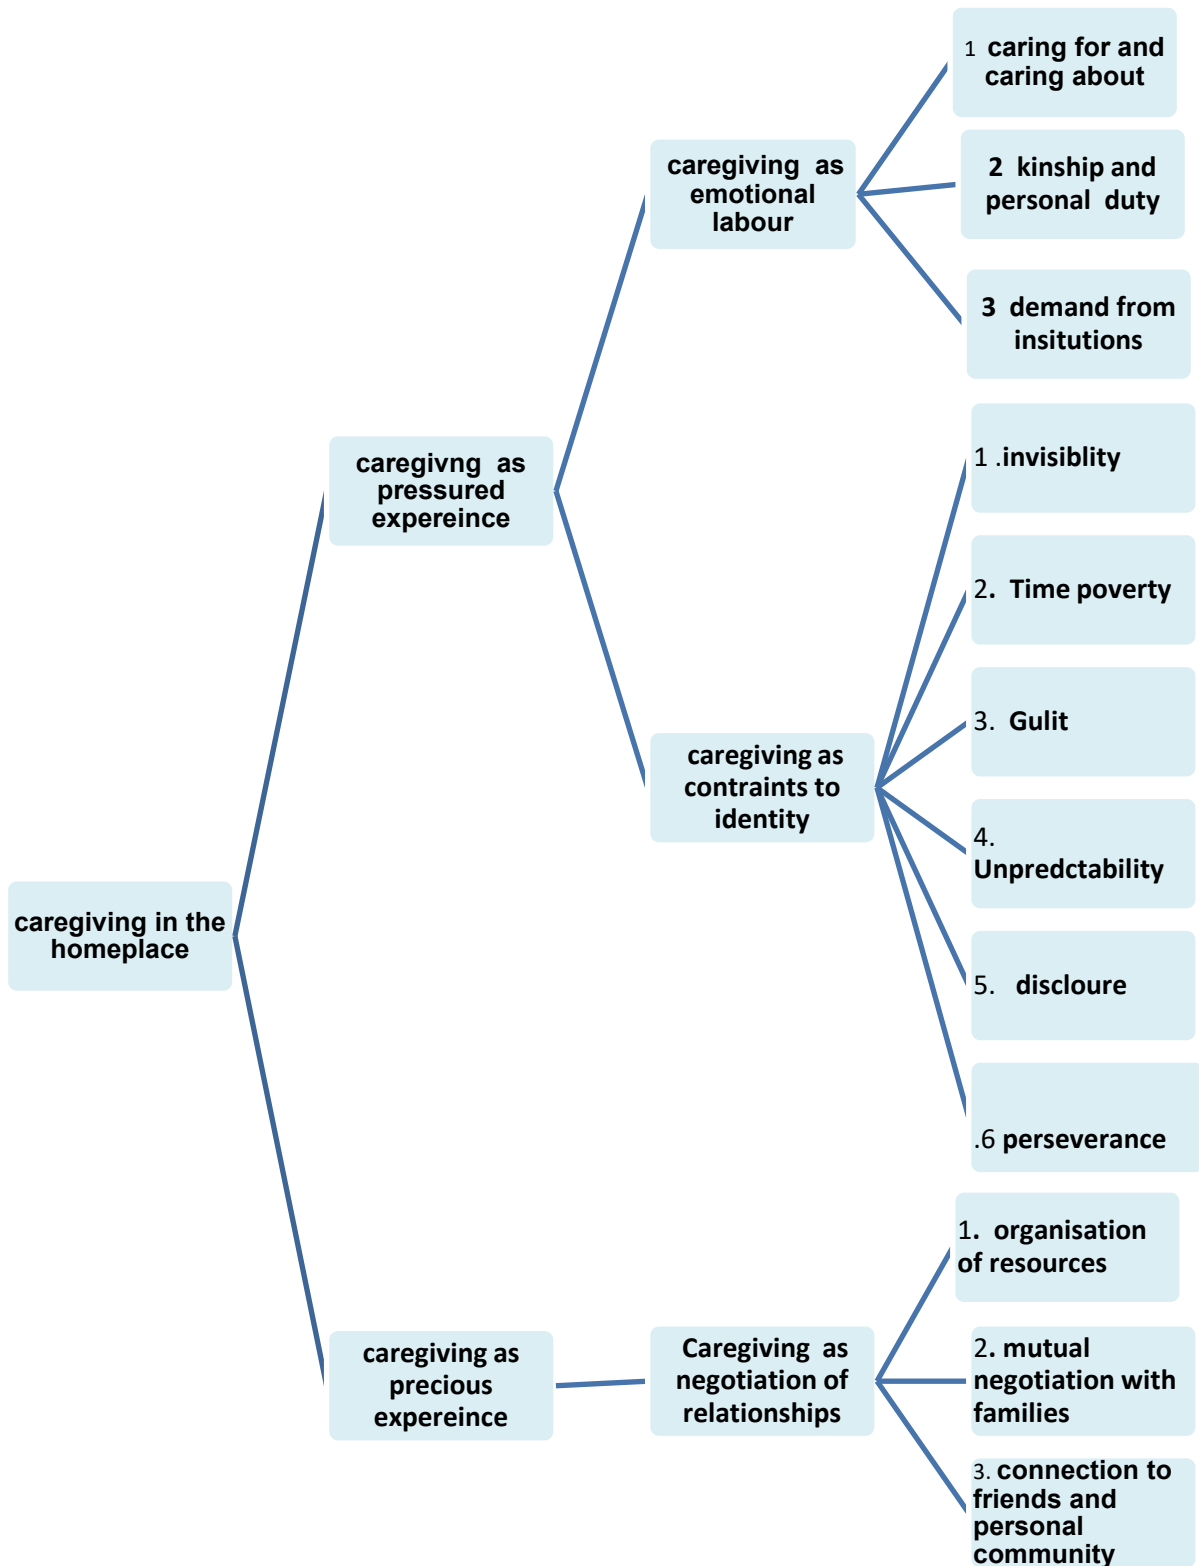 caregiving in the
homeplace
caregivng as
pressured
expereince
caregiving as
emotional
labour
1 caring for and
caring about
2 kinship and
personal duty
3 demand from
insitutions
caregiving as
contraints to
identity
1 .invisiblity
2. Time poverty
3. Gulit
4.
Unpredctability
5. discloure
.6 perseverance
caregiving as
precious
expereince
Caregiving as
negotiation of
relationships
1. organisation
of resources
2. mutual
negotiation with
families
3. connection to
friends and
personal
community